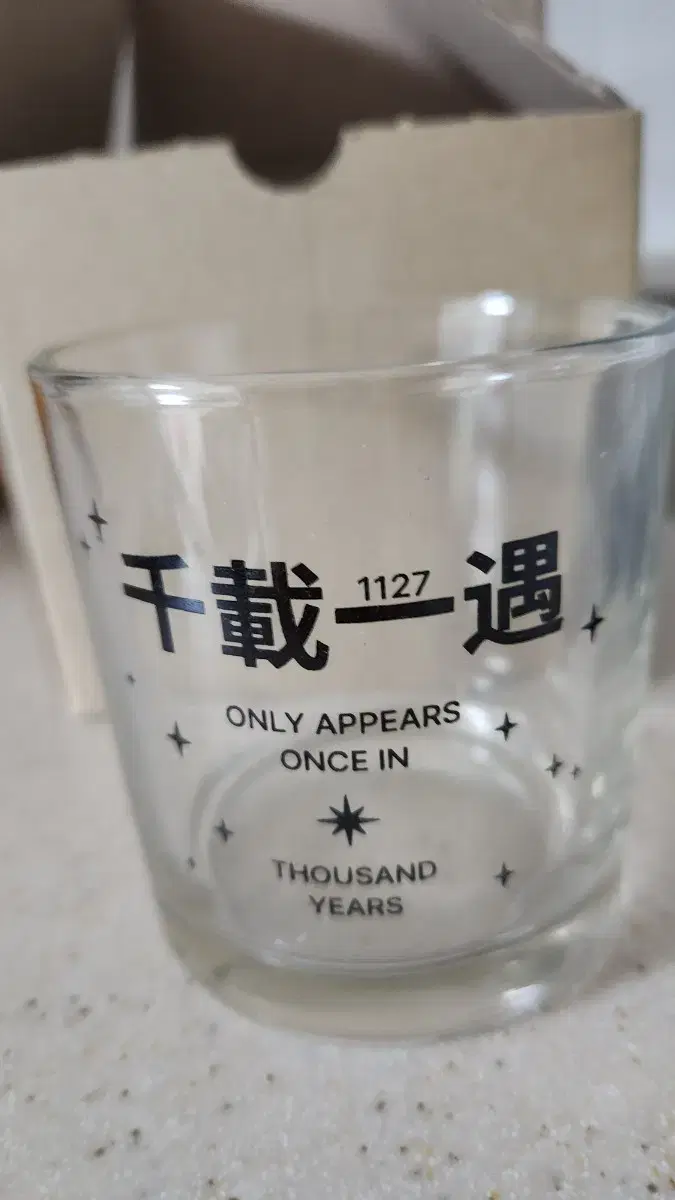 千載一遇
1127
ONLY APPEARS
ONCE IN
THOUSAND
YEARS